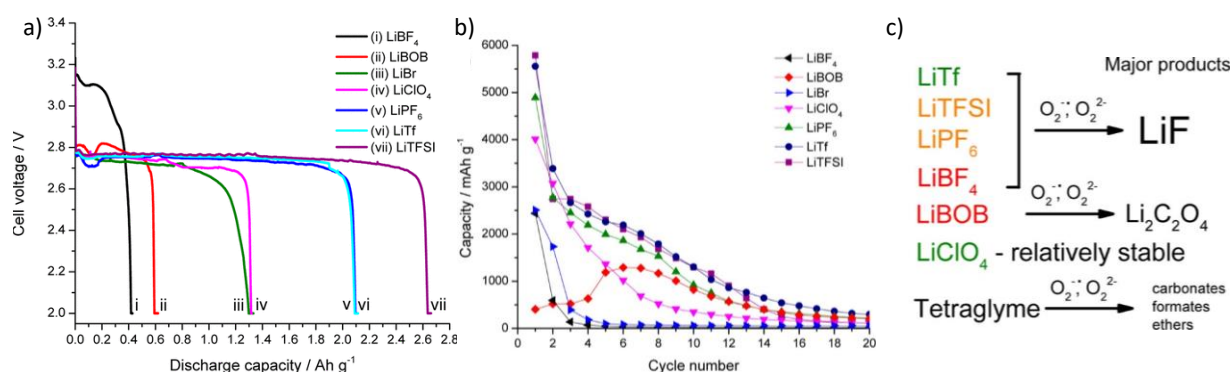 a)
3.4
3.2
3.0
2.8
2.6
2.4
2.2
2.0
Cell voltage / V
(i) LiBF4
(ii) LiBOB
(iii) LiBr
(iv) LiClO4
(v) LiPF6
(vi) LiTf
(vii) LiTFSI
i
ii
iii
iv
v
vi
vii
0.0 0.2 0.4 0.6 0.8 1.0 1.2 1.4 1.6 1.8 2.0 2.2 2.4 2.6 2.8
Discharge capacity / Ah g-1
b)
6000
5000
4000
3000
2000
1000
0
Capacity / mAh g-1
LiBF4
LiBOB
LiBr
LiClO4
LiPF6
LiTf
LiTFSI
0 2 4 6 8 10 12 14 16 18 20
Cycle number
c)
Major products
LiTf
LiTFSI
LiPF6
LiBF4
O2-•, O22-
LiF
LiBOB
O2-•, O22-
Li2C2O4
LiClO4 - relatively stable
Tetraglyme
O2-•, O22-
carbonates
formates
ethers